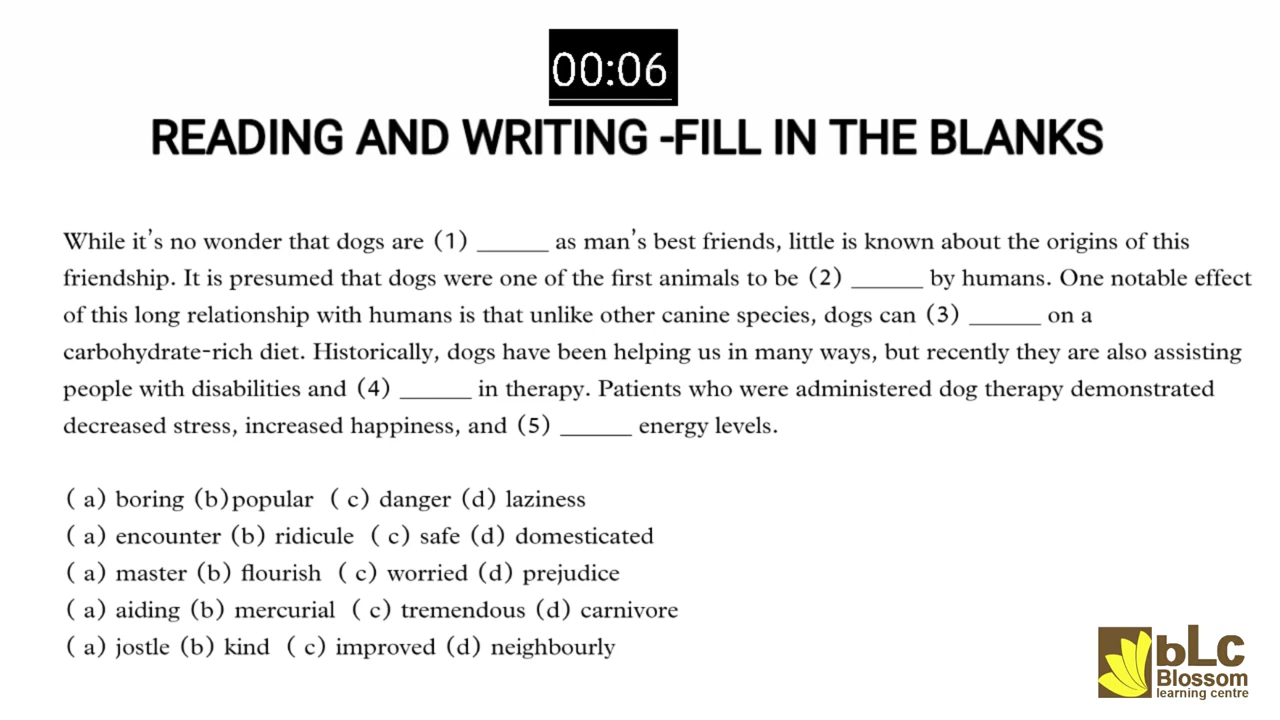 00:06
READING AND WRITING -FILL IN THE BLANKS
While it's no wonder that dogs are (1) ______ as man's best friends, little is known about the origins of this
friendship. It is presumed that dogs were one of the first animals to be (2) ______ by humans. One notable effect
of this long relationship with humans is that unlike other canine species, dogs can (3) ______ on a
carbohydrate-rich diet. Historically, dogs have been helping us in many ways, but recently they are also assisting
people with disabilities and (4) ______ in therapy. Patients who were administered dog therapy demonstrated
decreased stress, increased happiness, and (5) ______ energy levels.
( a) boring (b)popular ( c) danger (d) laziness
( a) encounter (b) ridicule ( c) safe (d) domesticated
( a) master (b) flourish ( c) worried (d) prejudice
( a) aiding (b) mercurial ( c) tremendous (d) carnivore
( a) jostle (b) kind ( c) improved (d) neighbourly
bLc
Blossom
learning centre